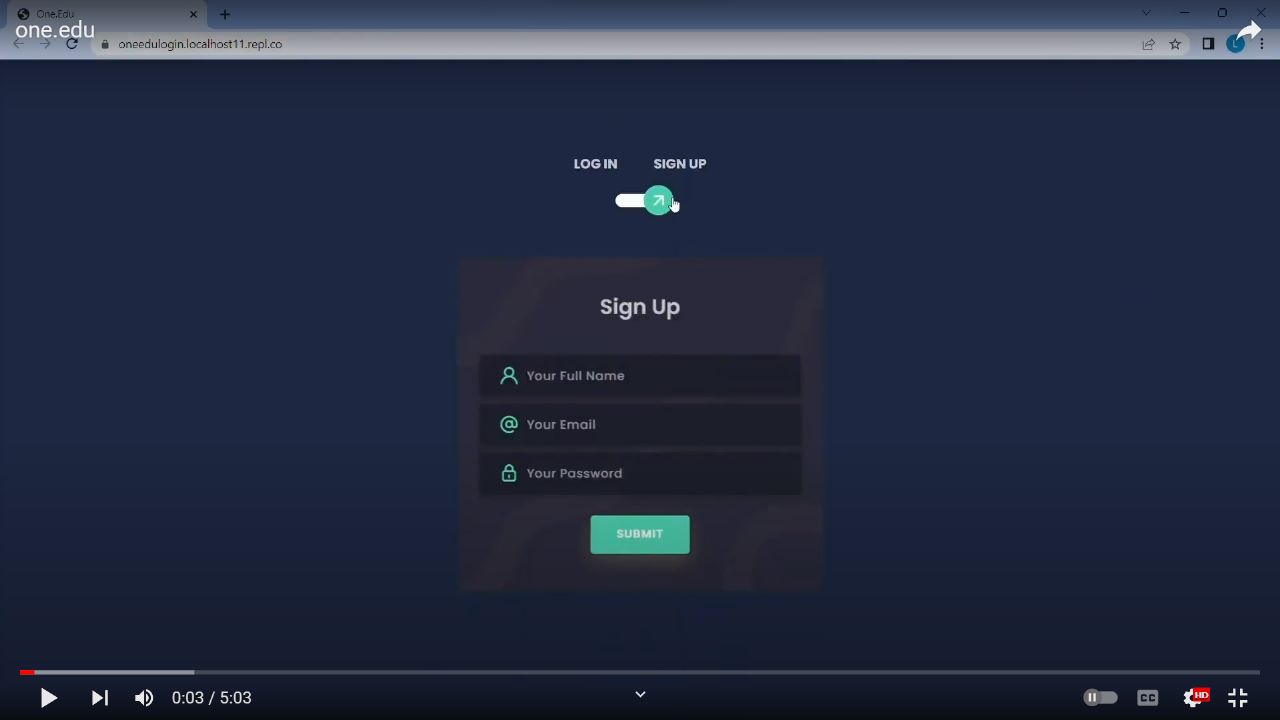 One.Edu
one.edu
oneedulogin.localhost11.repl.co
L
LOG IN SIGN UP
Sign Up
Your Full Name
@ Your Email
Your Password
SUBMIT
0:03 / 5:03
CC
HD